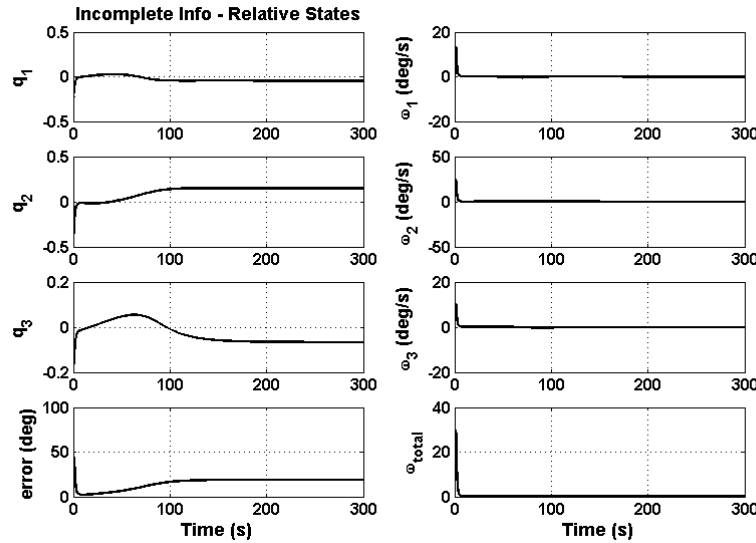 Incomplete Info - Relative States
0.5
q1
0
-0.5
0 100 200 300
20
ω1 (deg/s)
0
-20
0 100 200 300
0.5
q2
0
-0.5
0 100 200 300
50
ω2 (deg/s)
0
-50
0 100 200 300
0.2
q3
0
-0.2
0 100 200 300
20
ω3 (deg/s)
0
-20
0 100 200 300
100
error (deg)
50
0
0 100 200 300
Time (s)
40
ωtotal
20
0
0 100 200 300
Time (s)